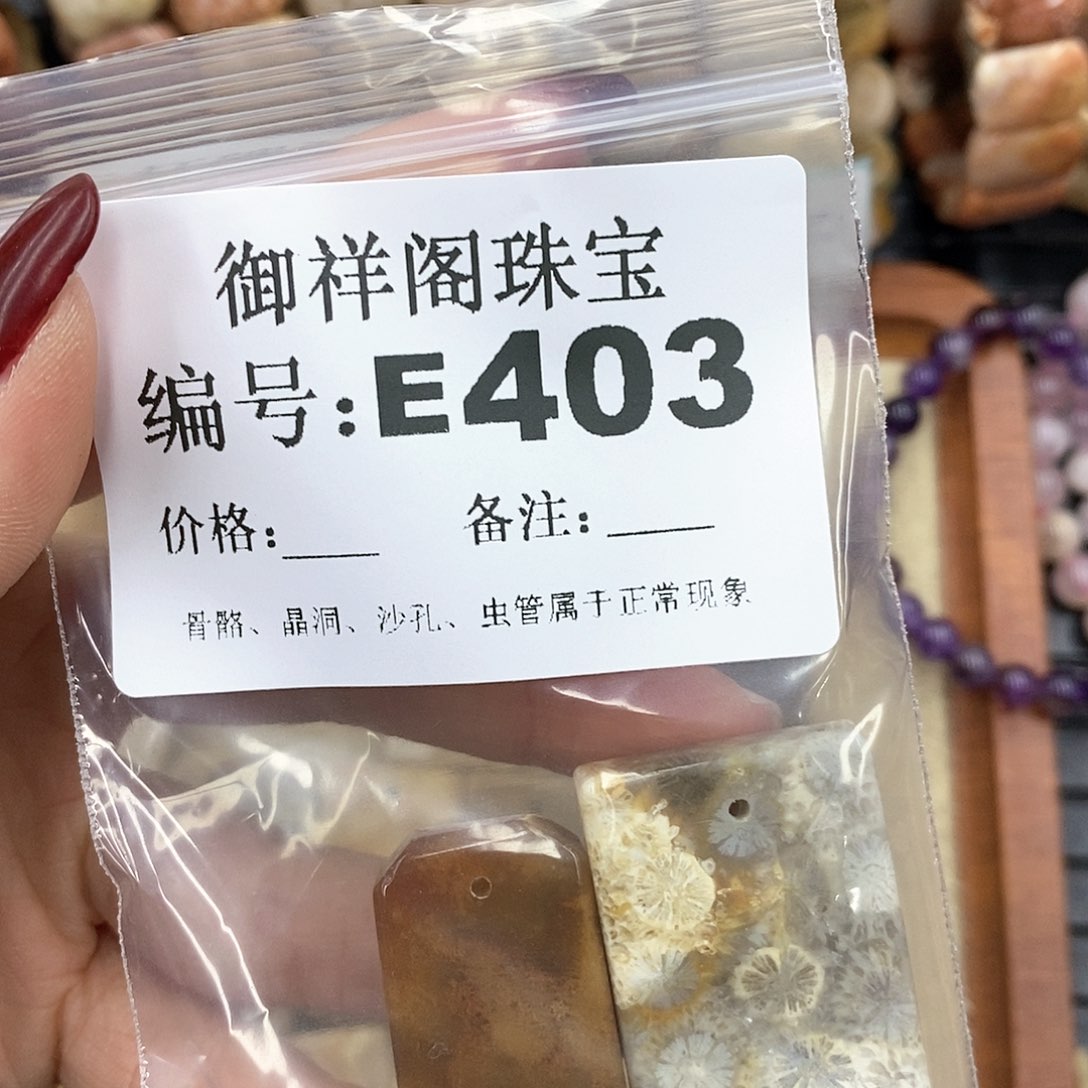 御祥阁珠宝
编号:E403
价格:____ 备注:____
骨骼、晶洞、沙孔、虫管属于正常现象